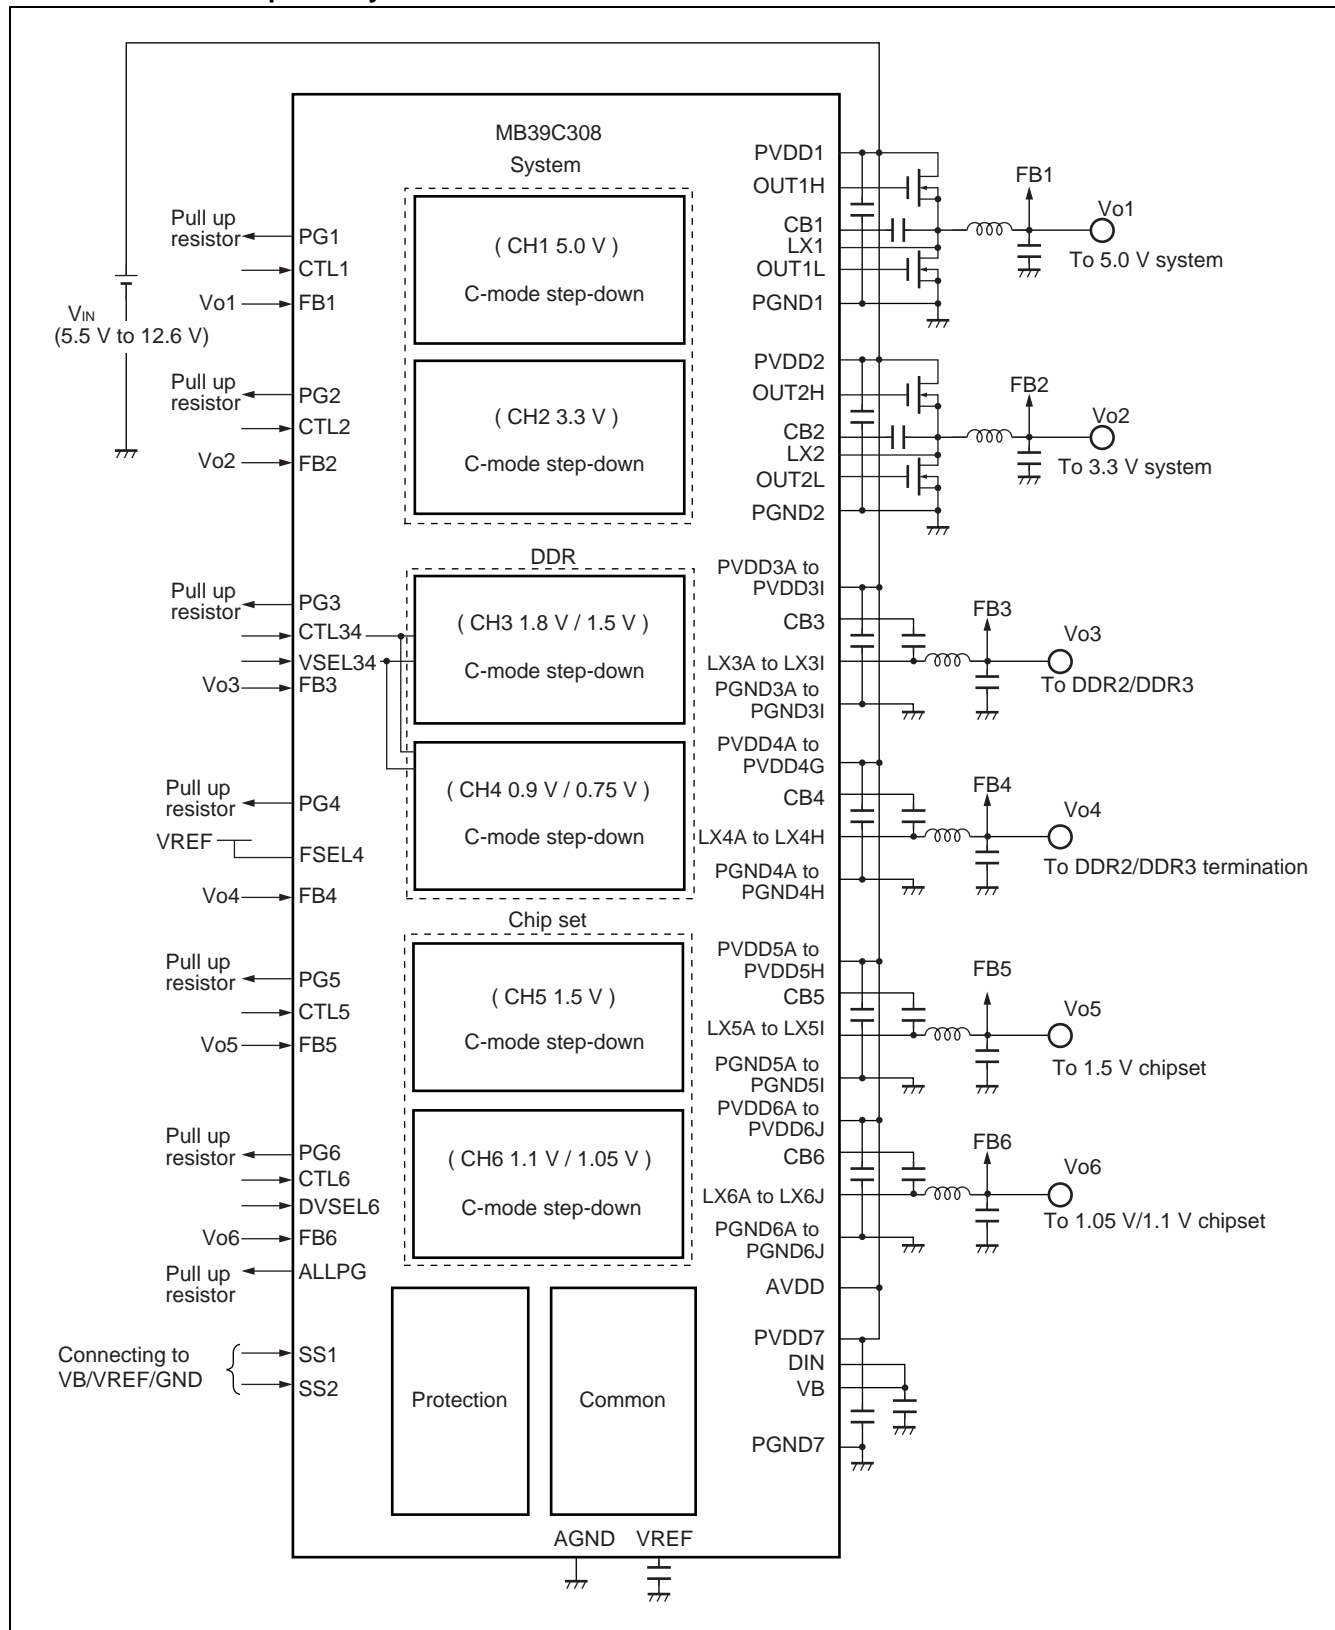 MB39C308
System
( CH1 5.0 V )
C-mode step-down
( CH2 3.3 V )
C-mode step-down
DDR
( CH3 1.8 V / 1.5 V )
C-mode step-down
( CH4 0.9 V / 0.75 V )
C-mode step-down
Chip set
( CH5 1.5 V )
C-mode step-down
( CH6 1.1 V / 1.05 V )
C-mode step-down
Protection
Common
AGND
VREF
VIN
(5.5 V to 12.6 V)
Pull up
resistor
PG1
CTL1
Vo1
FB1
Pull up
resistor
PG2
CTL2
Vo2
FB2
Pull up
resistor
PG3
CTL34
VSEL34
Vo3
FB3
Pull up
resistor
PG4
VREF
FSEL4
Vo4
FB4
Pull up
resistor
PG5
CTL5
Vo5
FB5
Pull up
resistor
PG6
CTL6
DVSEL6
Vo6
FB6
ALLPG
Pull up
resistor
Connecting to
VB/VREF/GND
SS1
SS2
PVDD1
OUT1H
CB1
LX1
OUT1L
PGND1
FB1
Vo1
To 5.0 V system
PVDD2
OUT2H
CB2
LX2
OUT2L
PGND2
FB2
Vo2
To 3.3 V system
PVDD3A to
PVDD3I
CB3
LX3A to LX3I
PGND3A to
PGND3I
FB3
Vo3
To DDR2/DDR3
PVDD4A to
PVDD4G
CB4
LX4A to LX4H
PGND4A to
PGND4H
FB4
Vo4
To DDR2/DDR3 termination
PVDD5A to
PVDD5H
CB5
LX5A to LX5I
PGND5A to
PGND5I
FB5
Vo5
To 1.5 V chipset
PVDD6A to
PVDD6J
CB6
LX6A to LX6J
PGND6A to
PGND6J
FB6
Vo6
To 1.05 V/1.1 V chipset
AVDD
PVDD7
DIN
VB
PGND7